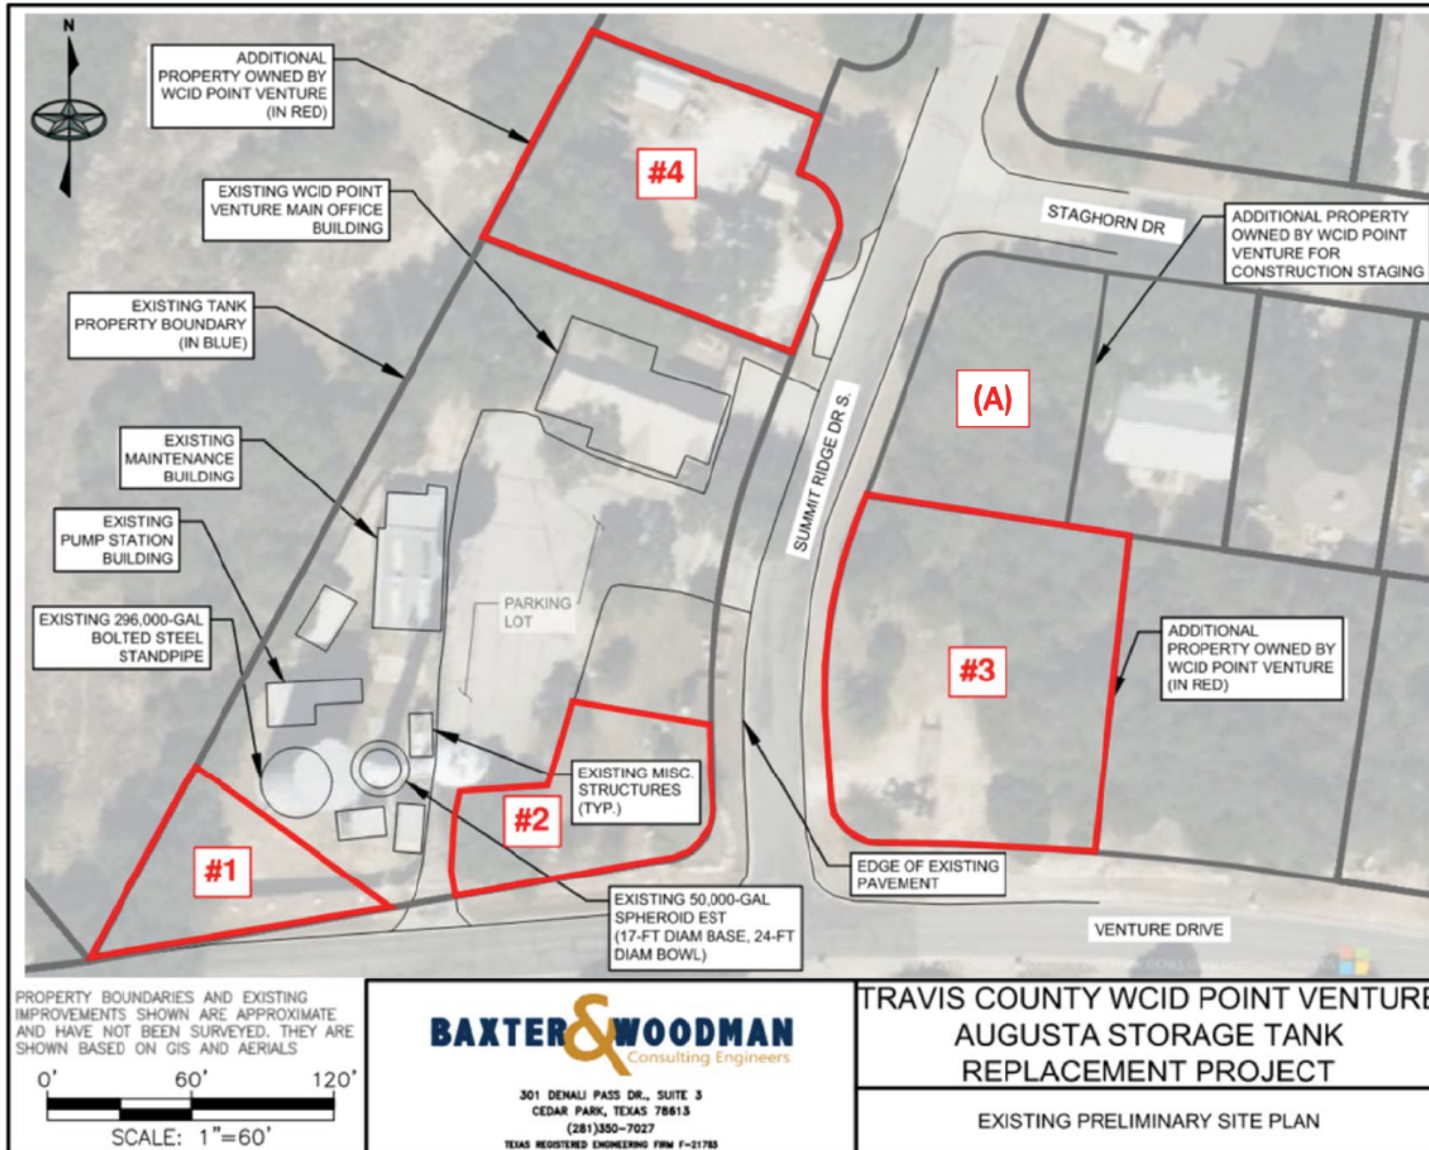 N
ADDITIONAL
PROPERTY OWNED BY
WCID POINT VENTURE
(IN RED)
#4
EXISTING WCID POINT
VENTURE MAIN OFFICE
BUILDING
STAGHORN DR
ADDITIONAL PROPERTY
OWNED BY WCID POINT
VENTURE FOR
CONSTRUCTION STAGING
EXISTING TANK
PROPERTY BOUNDARY
(IN BLUE)
(A)
SUMMIT RIDGE DR S.
EXISTING
MAINTENANCE
BUILDING
EXISTING
PUMP STATION
BUILDING
PARKING
LOT
EXISTING 296,000-GAL
BOLTED STEEL
STANDPIPE
#3
ADDITIONAL
PROPERTY OWNED BY
WCID POINT VENTURE
(IN RED)
EXISTING MISC.
STRUCTURES
(TYP.)
#2
#1
EDGE OF EXISTING
PAVEMENT
EXISTING 50,000-GAL
SPHEROID EST
(17-FT DIAM BASE, 24-FT
DIAM BOWL)
VENTURE DRIVE
PROPERTY BOUNDARIES AND EXISTING
IMPROVEMENTS SHOWN ARE APPROXIMATE
AND HAVE NOT BEEN SURVEYED. THEY ARE
SHOWN BASED ON GIS AND AERIALS
0' 60' 120'
SCALE: 1"=60'
BAXTER & WOODMAN
Consulting Engineers
301 DENALI PASS DR., SUITE 3
CEDAR PARK, TEXAS 78613
(281)350-7027
TEXAS REGISTERED ENGINEERING FIRM F-21783
TRAVIS COUNTY WCID POINT VENTURE
AUGUSTA STORAGE TANK
REPLACEMENT PROJECT
EXISTING PRELIMINARY SITE PLAN